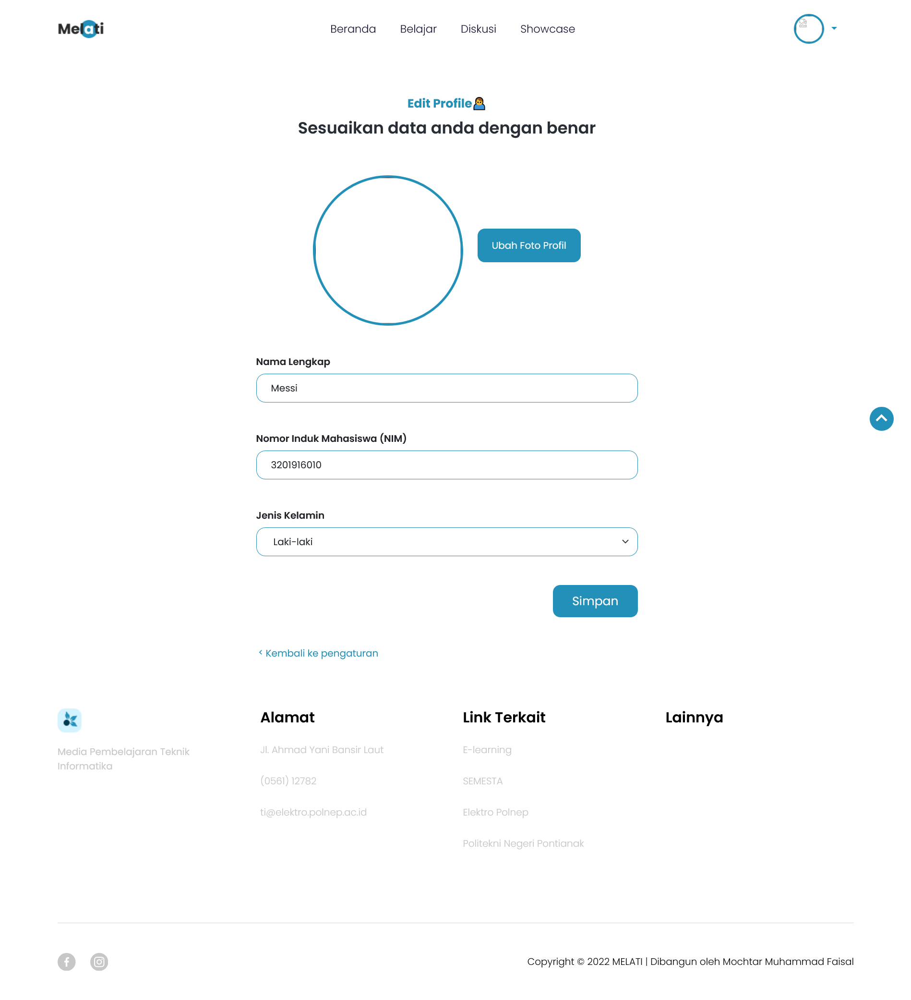 Melati
Beranda Belajar Diskusi Showcase
Edit Profile
Sesuaikan data anda dengan benar
Ubah Foto Profil
Nama Lengkap
Messi
Nomor Induk Mahasiswa (NIM)
3201916010
Jenis Kelamin
Laki-laki
Simpan
Kembali ke pengaturan
Media Pembelajaran Teknik
Informatika
Alamat
Jl. Ahmad Yani Bansir Laut
(0561) 12782
ti@elektro.polnep.ac.id
Link Terkait
E-learning
SEMESTA
Elektro Polnep
Politekni Negeri Pontianak
Lainnya
Copyright © 2022 MELATI | Dibangun oleh Mochtar Muhammad Faisal